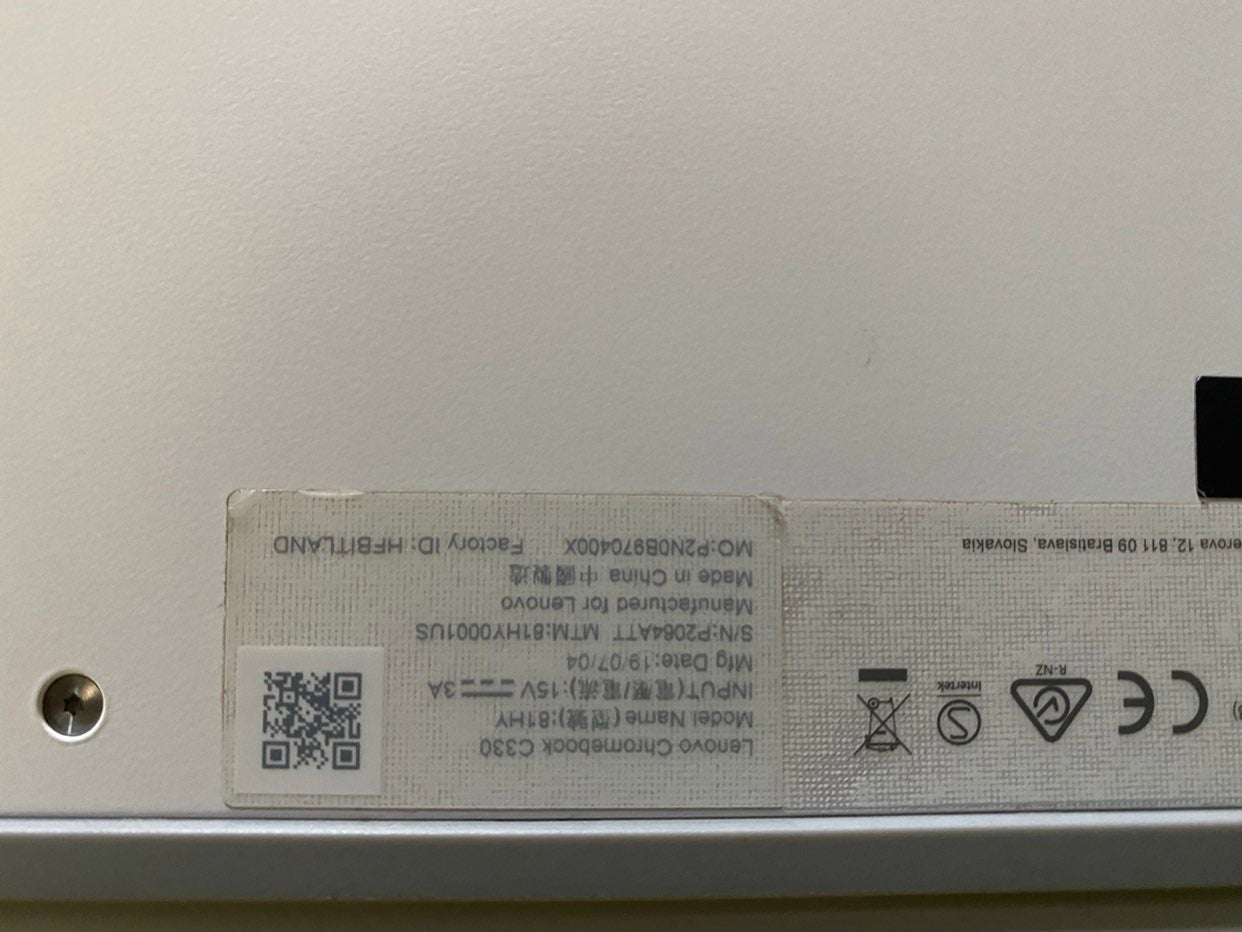 Lenovo Chromebook C330
Model Name(型號):81HY
INPUT(電壓/電流):15V 3A
Mfg Date:19/07/04
S/N:P2064ATT MTM:81HY0001US
Manufactured for Lenovo
Made in China 中國製造
MO:P2N0B970400X Factory ID: HFBITLAND
CE
R-NZ
Intertek
S
erova 12, 811 09 Bratislava, Slovakia